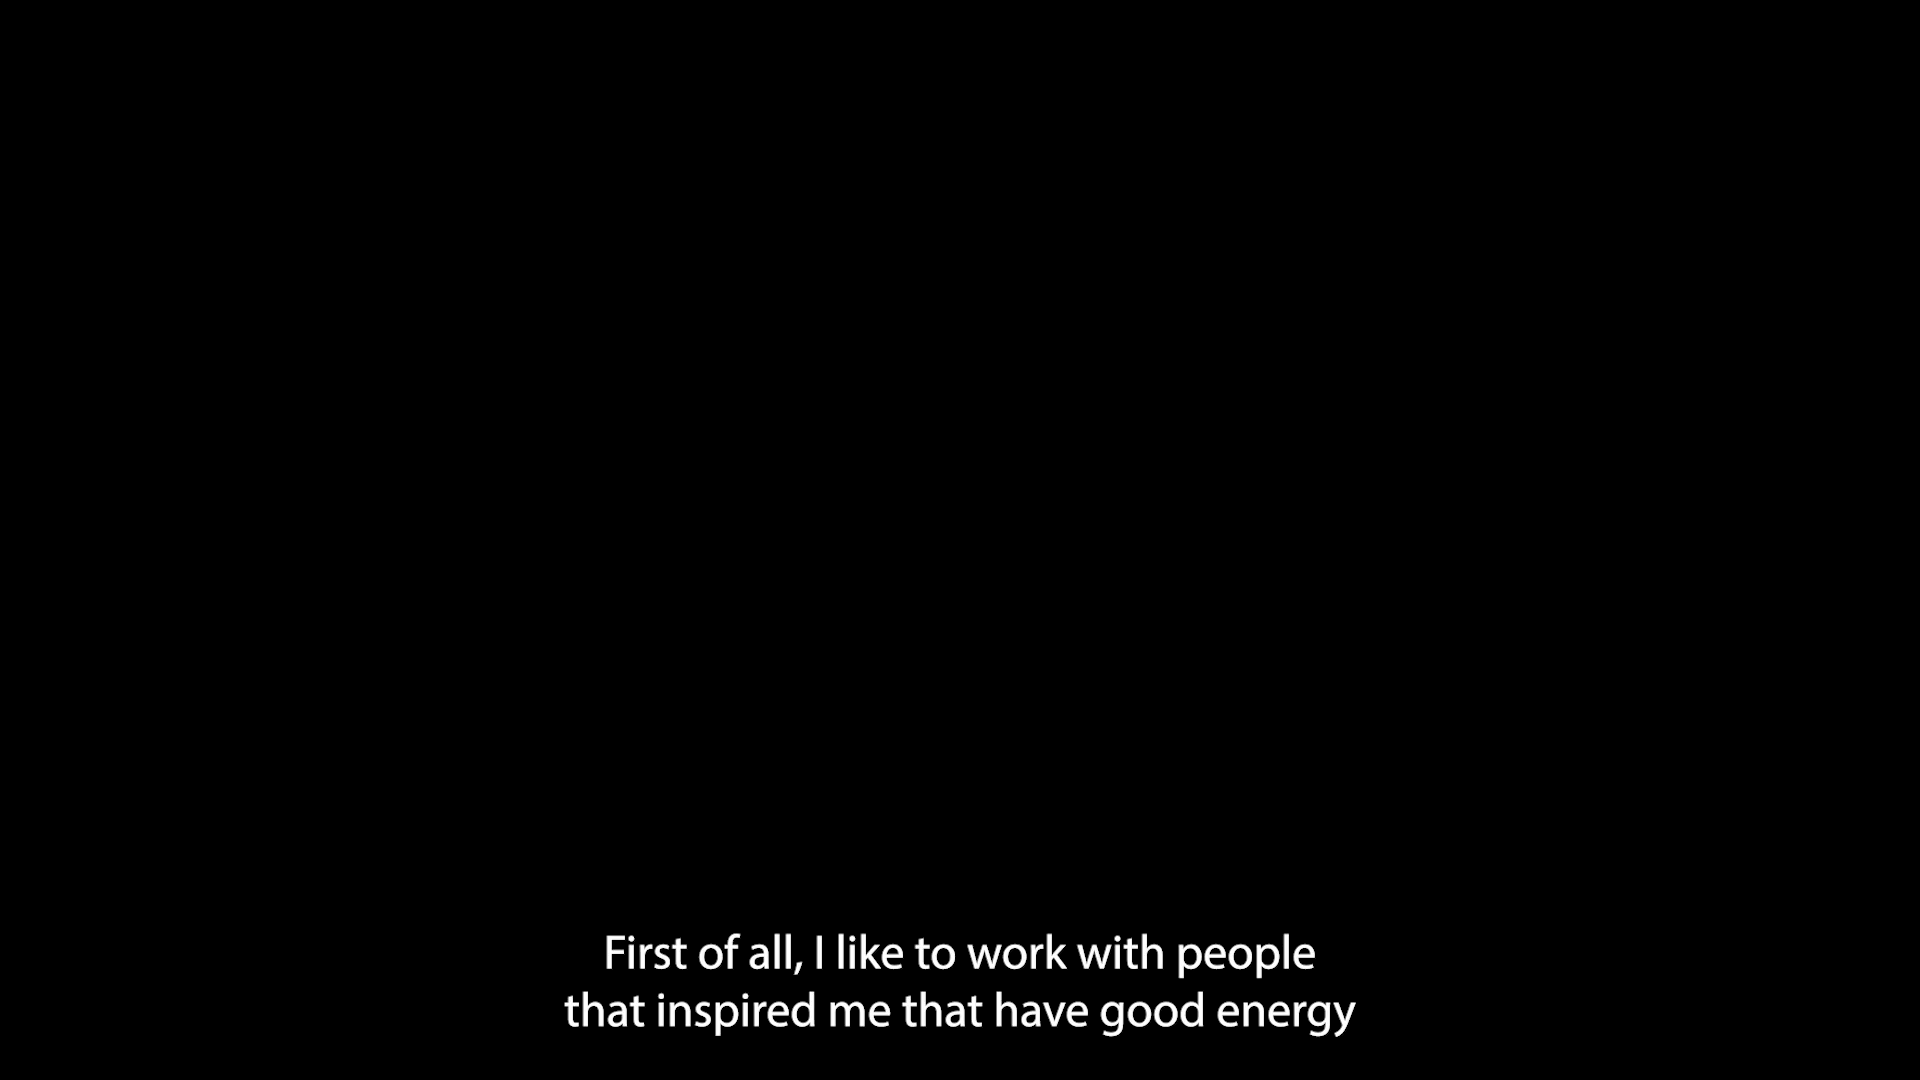 First of all, I like to work with people
that inspired me that have good energy